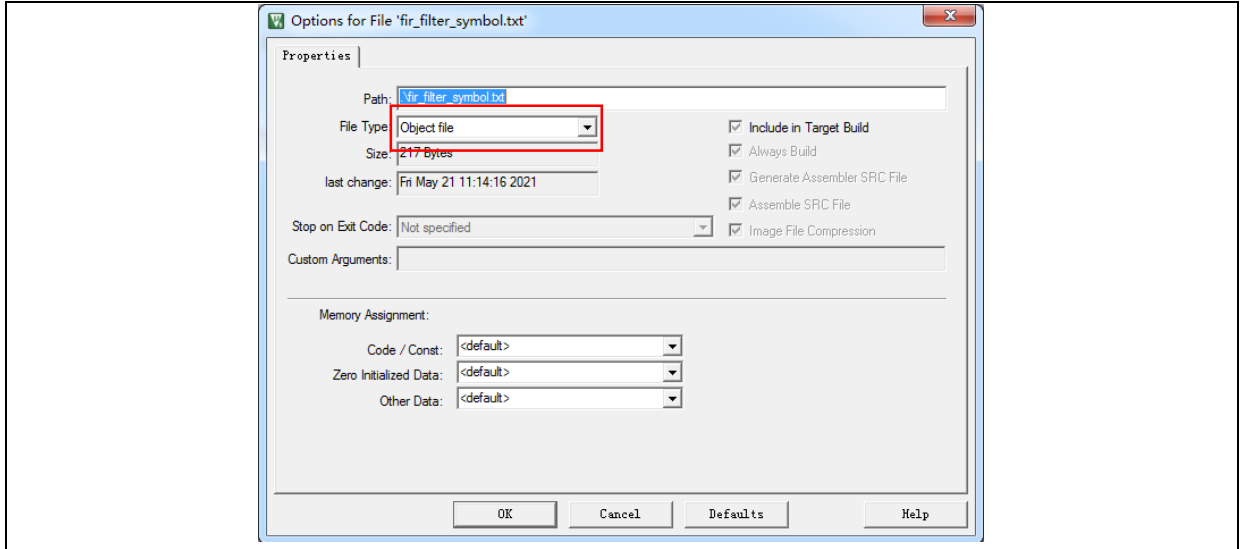 Options for File 'fir_filter_symbol.txt'
Properties
Path: .\fir_filter_symbol.txt
File Type: Object file
Include in Target Build
Size: 217 Bytes
Always Build
last change: Fri May 21 11:14:16 2021
Generate Assembler SRC File
Assemble SRC File
Stop on Exit Code: Not specified
Image File Compression
Custom Arguments:
Memory Assignment:
Code / Const: <default>
Zero Initialized Data: <default>
Other Data: <default>
OK Cancel Defaults Help